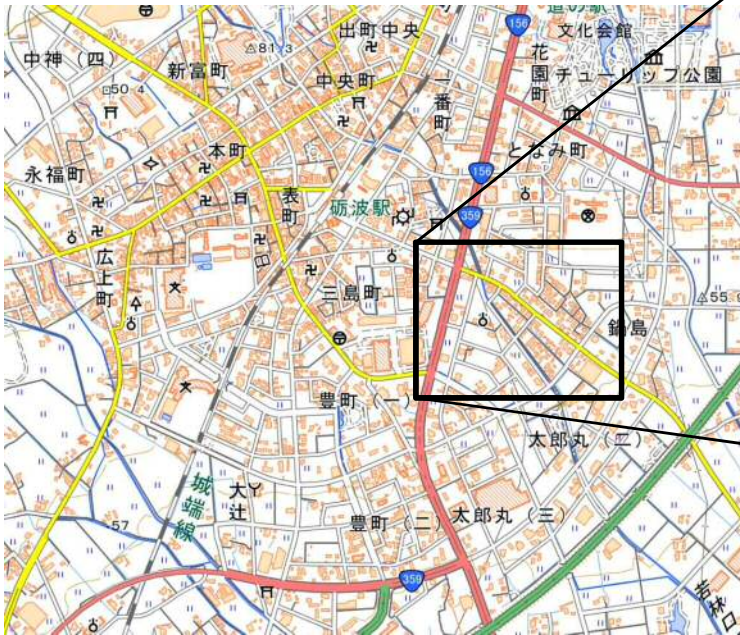 道の駅
156
文化会館
出町中央
81.3
中神（四）
新富町
花園町
チューリップ公園
中央町
50.4
一番町
本町
となみ町
永福町
156
表町
砺波駅
359
広上町
三島町
55.9
鍋島
豊町（一）
太郎丸（二）
城端線
大辻
豊町（二）
太郎丸（三）
57
359
若林口